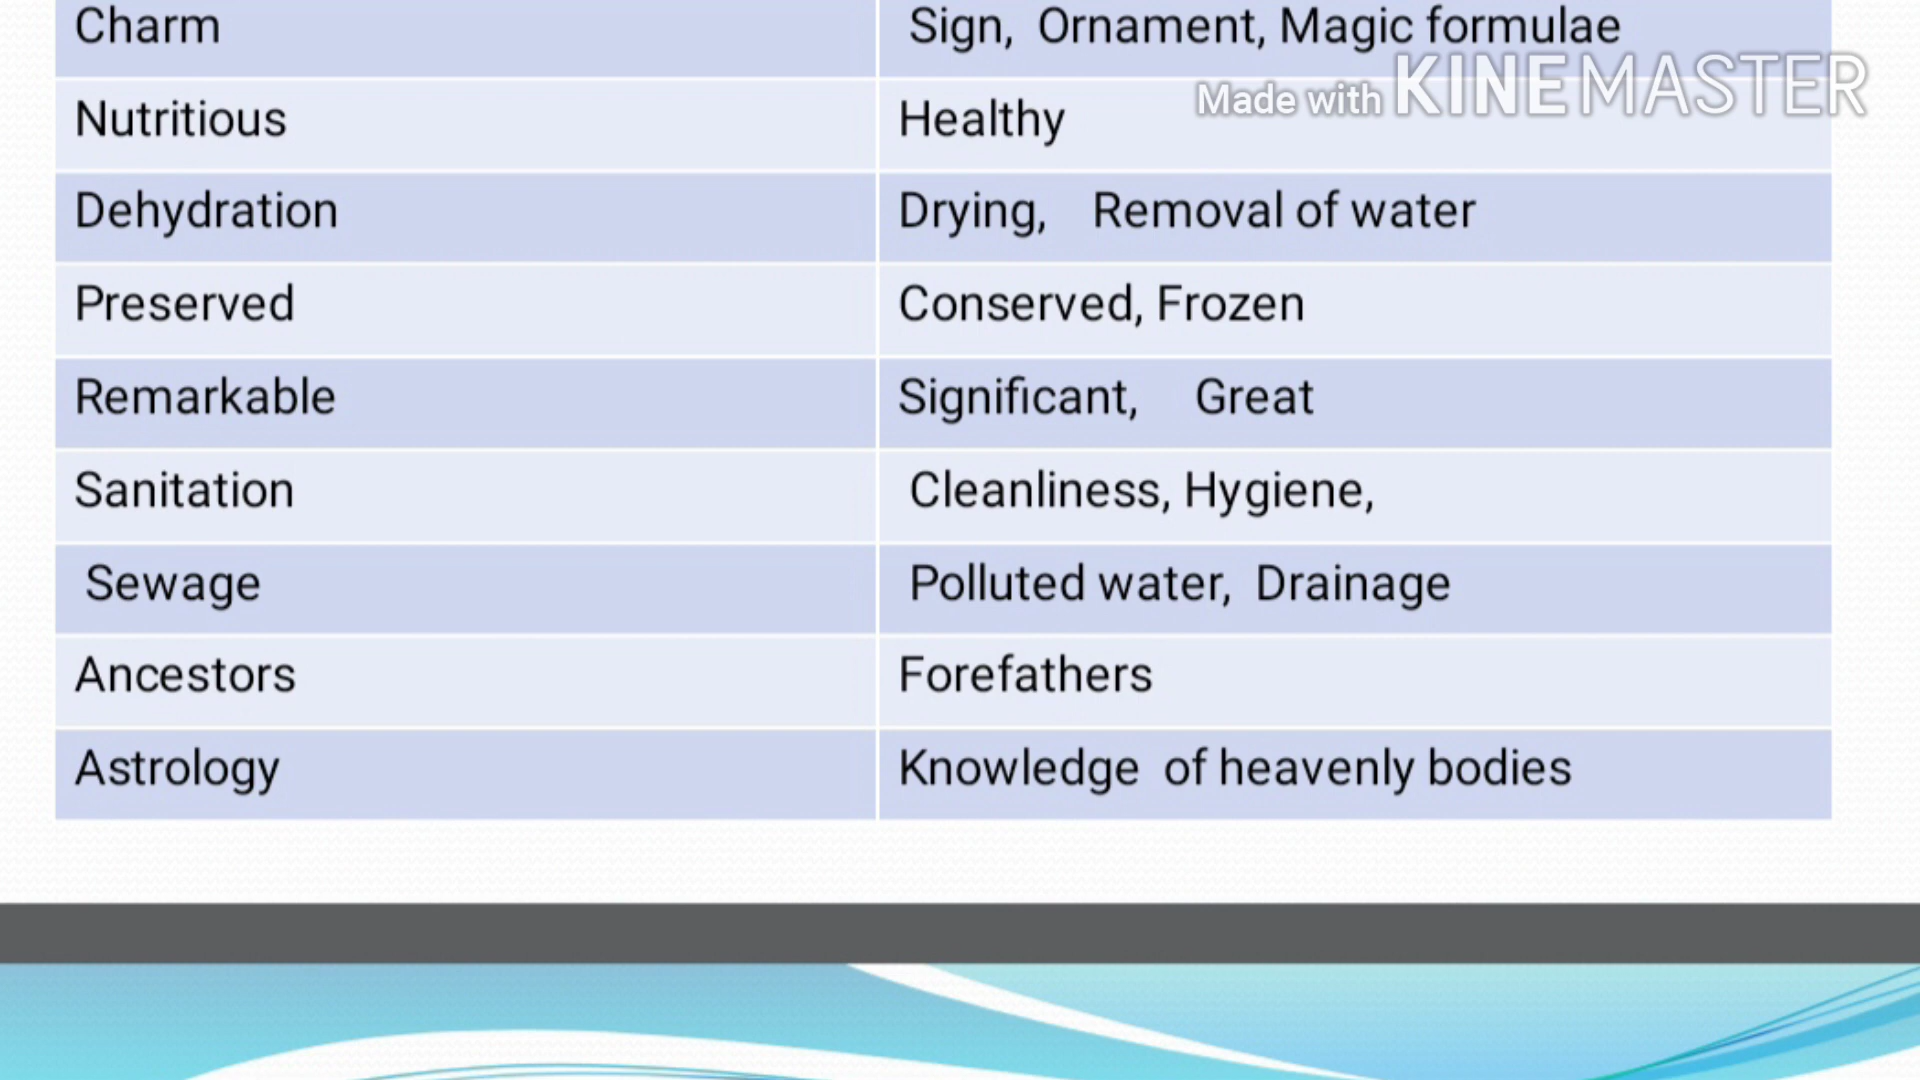 Charm Sign, Ornament, Magic formulae
Made with KINEMASTER
Nutritious Healthy
Dehydration Drying, Removal of water
Preserved Conserved, Frozen
Remarkable Significant, Great
Sanitation Cleanliness, Hygiene,
Sewage Polluted water, Drainage
Ancestors Forefathers
Astrology Knowledge of heavenly bodies